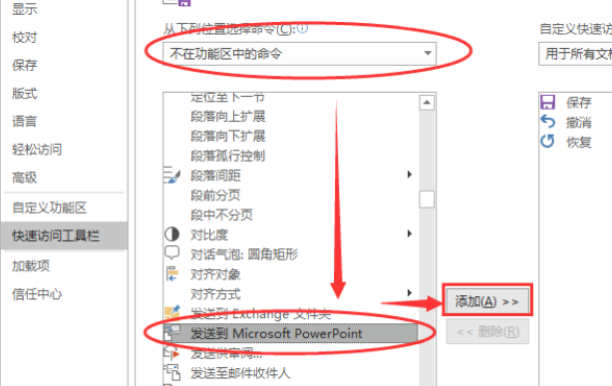 显示
校对
保存
版式
语言
轻松访问
高级
自定义功能区
快速访问工具栏
加载项
信任中心
从下列位置选择命令(C):
不在功能区中的命令
定位至下一节
段落向上扩展
段落向下扩展
段落孤行控制
段落间距
段前分页
段中不分页
对比度
对话气泡: 圆角矩形
对齐对象
对齐方式
发送到 Exchange 文件夹
发送到 Microsoft PowerPoint
发送供审阅...
发送至邮件收件人
添加(A) >>
<< 删除(R)
自定义快速访
用于所有文
保存
撤消
恢复